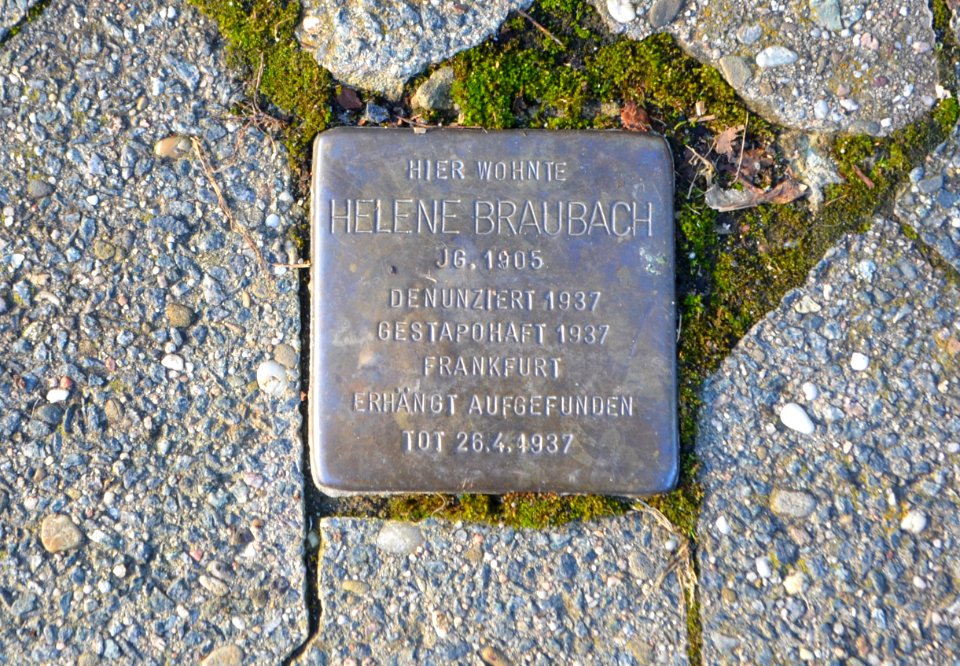 HIER WOHNTE
HELENE BRAUBACH
JG. 1905
DENUNZIERT 1937
GESTAPOHAFT 1937
FRANKFURT
ERHÄNGT AUFGEFUNDEN
TOT 26.4.1937